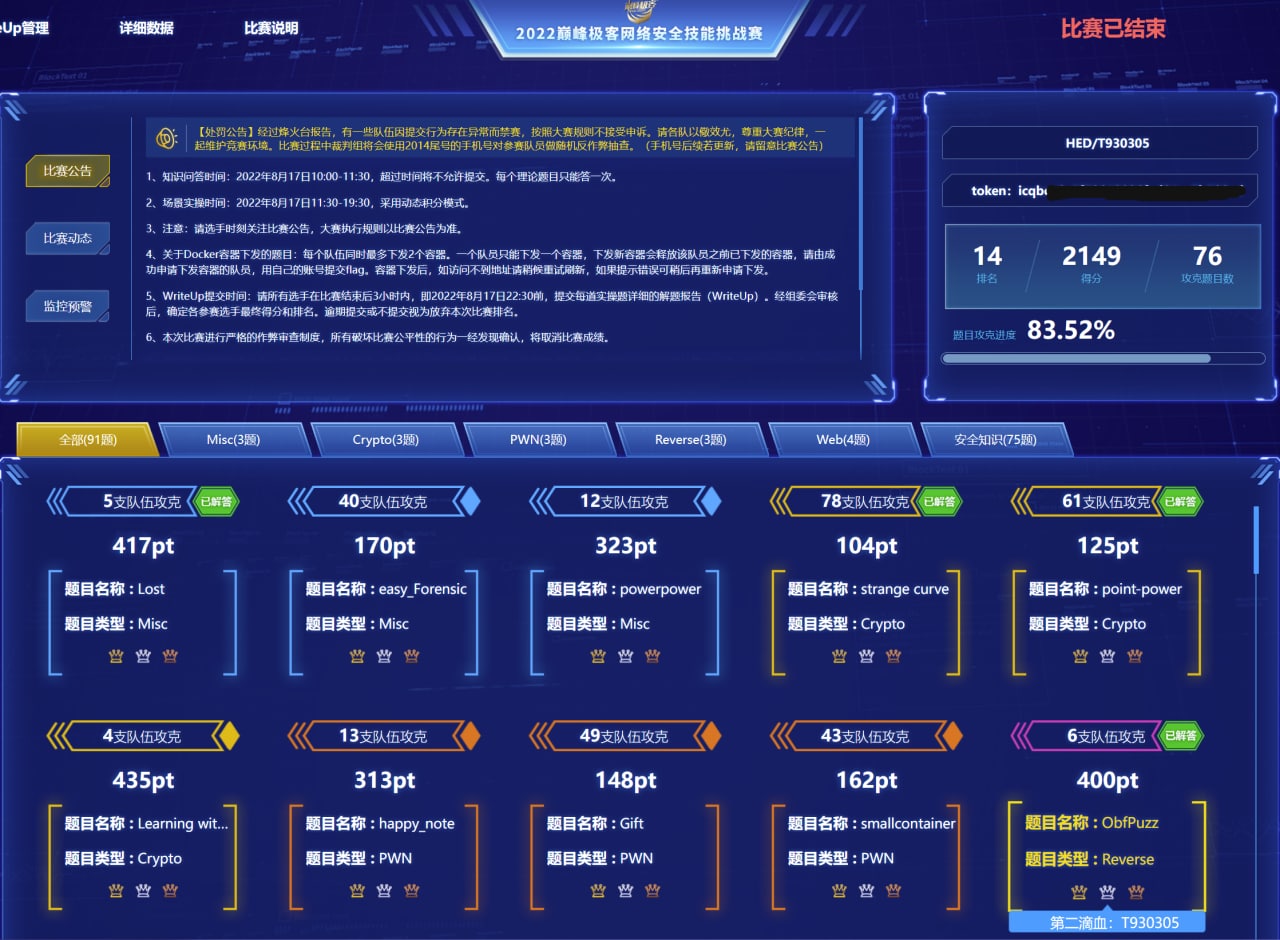 eUp管理
详细数据
比赛说明
2022巅峰极客网络安全技能挑战赛
比赛已结束
比赛公告
比赛动态
监控预警
【处罚公告】经过烽火台报告，有一些队伍因提交行为存在异常而禁赛，按照大赛规则不接受申诉。请各队以儆效尤，尊重大赛纪律，一
起维护竞赛环境。比赛过程中裁判组将会使用2014尾号的手机号对参赛队员做随机反作弊抽查。（手机号后续若更新，请留意比赛公告）
1、知识问答时间：2022年8月17日10:00-11:30，超过时间将不允许提交。每个理论题目只能答一次。
2、场景实操时间：2022年8月17日11:30-19:30，采用动态积分模式。
3、注意：请选手时刻关注比赛公告，大赛执行规则以比赛公告为准。
4、关于Docker容器下发的题目：每个队伍同时最多下发2个容器。一个队员只能下发一个容器，下发新容器会释放该队员之前已下发的容器，请由成
功申请下发容器的队员，用自己的账号提交flag。容器下发后，如访问不到地址请稍候重试刷新，如果提示错误可稍后再重新申请下发。
5、WriteUp提交时间：请所有选手在比赛结束后3小时内，即2022年8月17日22:30前，提交每道实操题详细的解题报告（WriteUp）。经组委会审核
后，确定各参赛选手最终得分和排名。逾期提交或不提交视为放弃本次比赛排名。
6、本次比赛进行严格的作弊审查制度，所有破坏比赛公平性的行为一经发现确认，将取消比赛成绩。
HED/T930305
token：icqb
14 2149 76
排名 得分 攻克题目数
题目攻克进度 83.52%
全部(91题) Misc(3题) Crypto(3题) PWN(3题) Reverse(3题) Web(4题) 安全知识(75题)
5支队伍攻克 已解答 40支队伍攻克 12支队伍攻克 78支队伍攻克 已解答 61支队伍攻克 已解答
417pt 170pt 323pt 104pt 125pt
题目名称：Lost 题目名称：easy_Forensic 题目名称：powerpower 题目名称：strange curve 题目名称：point-power
题目类型：Misc 题目类型：Misc 题目类型：Misc 题目类型：Crypto 题目类型：Crypto
4支队伍攻克 13支队伍攻克 49支队伍攻克 43支队伍攻克 6支队伍攻克 已解答
435pt 313pt 148pt 162pt 400pt
题目名称：Learning wit... 题目名称：happy_note 题目名称：Gift 题目名称：smallcontainer 题目名称：ObfPuzz
题目类型：Crypto 题目类型：PWN 题目类型：PWN 题目类型：PWN 题目类型：Reverse
第二滴血：T930305